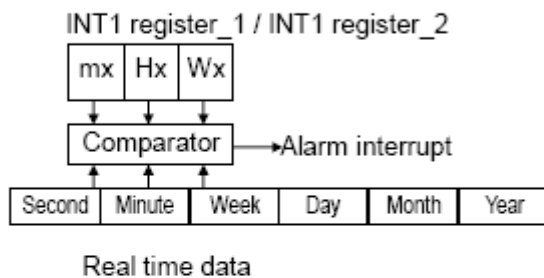 INT1 register_1 / INT1 register_2
mx Hx Wx
Comparator Alarm interrupt
Second Minute Week Day Month Year
Real time data